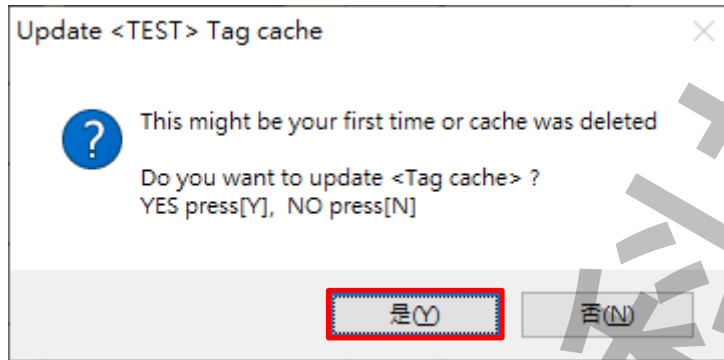 Update <TEST> Tag cache
This might be your first time or cache was deleted
Do you want to update <Tag cache> ?
YES press[Y], NO press[N]
是(Y)
否(N)